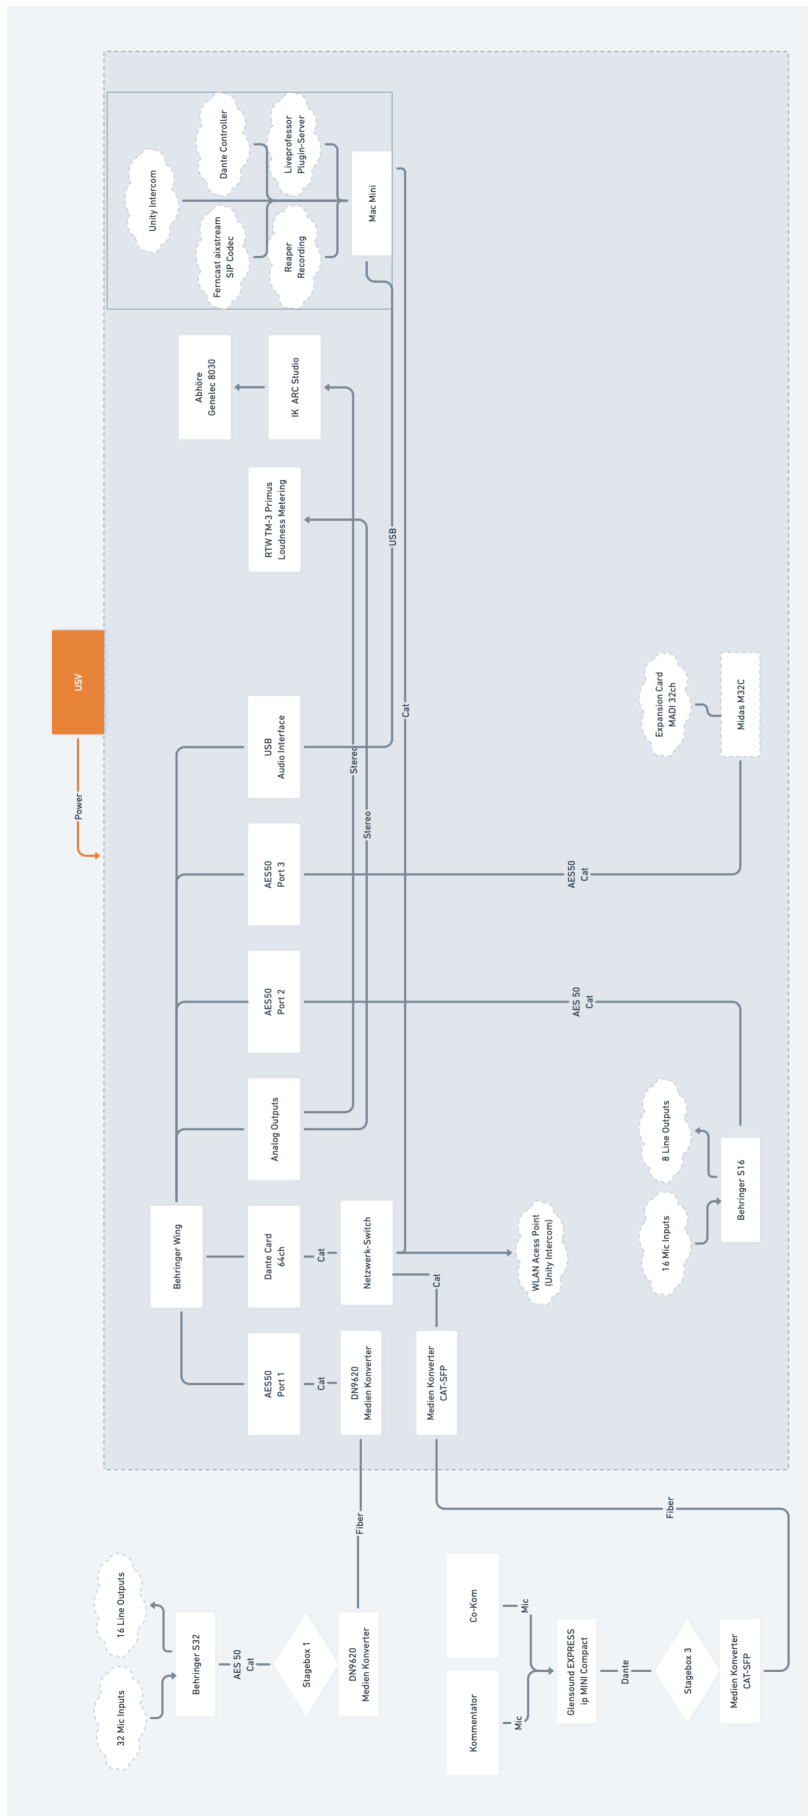 Power
USV
32 Mic Inputs
16 Line Outputs
Behringer S32
AES 50
Cat
Stagebox 1
DN9620
Medien Konverter
Fiber
Kommentator
Co-Kom
Mic
Mic
Glensound EXPRESS
ip MINI Compact
Dante
Stagebox 3
Medien Konverter
CAT-SFP
Fiber
Behringer Wing
AES50
Port 1
Dante Card
64ch
Analog Outputs
AES50
Port 2
AES50
Port 3
USB
Audio Interface
Cat
Cat
DN9620
Medien Konverter
Netzwerk-Switch
Cat
Medien Konverter
CAT-SFP
WLAN Acess Point
(Unity Intercom)
Stereo
Stereo
USB
Cat
RTW TM-3 Primus
Loudness Metering
Abhöre
Genelec 8030
IK ARC Studio
Unity Intercom
Ferncast aixstream
SIP Codec
Dante Controller
Reaper
Recording
Liveprofessor
Plugin-Server
Mac Mini
AES 50
Cat
AES50
Cat
16 Mic Inputs
8 Line Outputs
Behringer S16
Expansion Card
MADI 32ch
Midas M32C